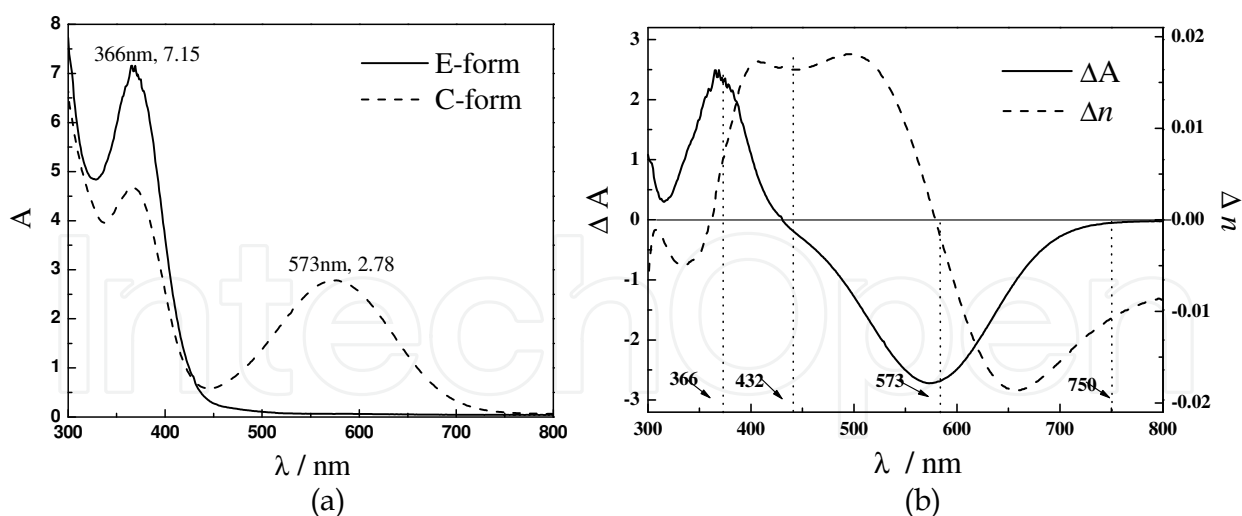 8
7
6
5
4
3
2
1
0
A
366nm, 7.15
E-form
C-form
573nm, 2.78
300 400 500 600 700 800
λ / nm
(a)
3
2
1
0
-1
-2
-3
Δ A
ΔA
Δn
0.02
0.01
0.00
-0.01
-0.02
Δ n
366
432
573
750
300 400 500 600 700 800
λ / nm
(b)
IntechOpen